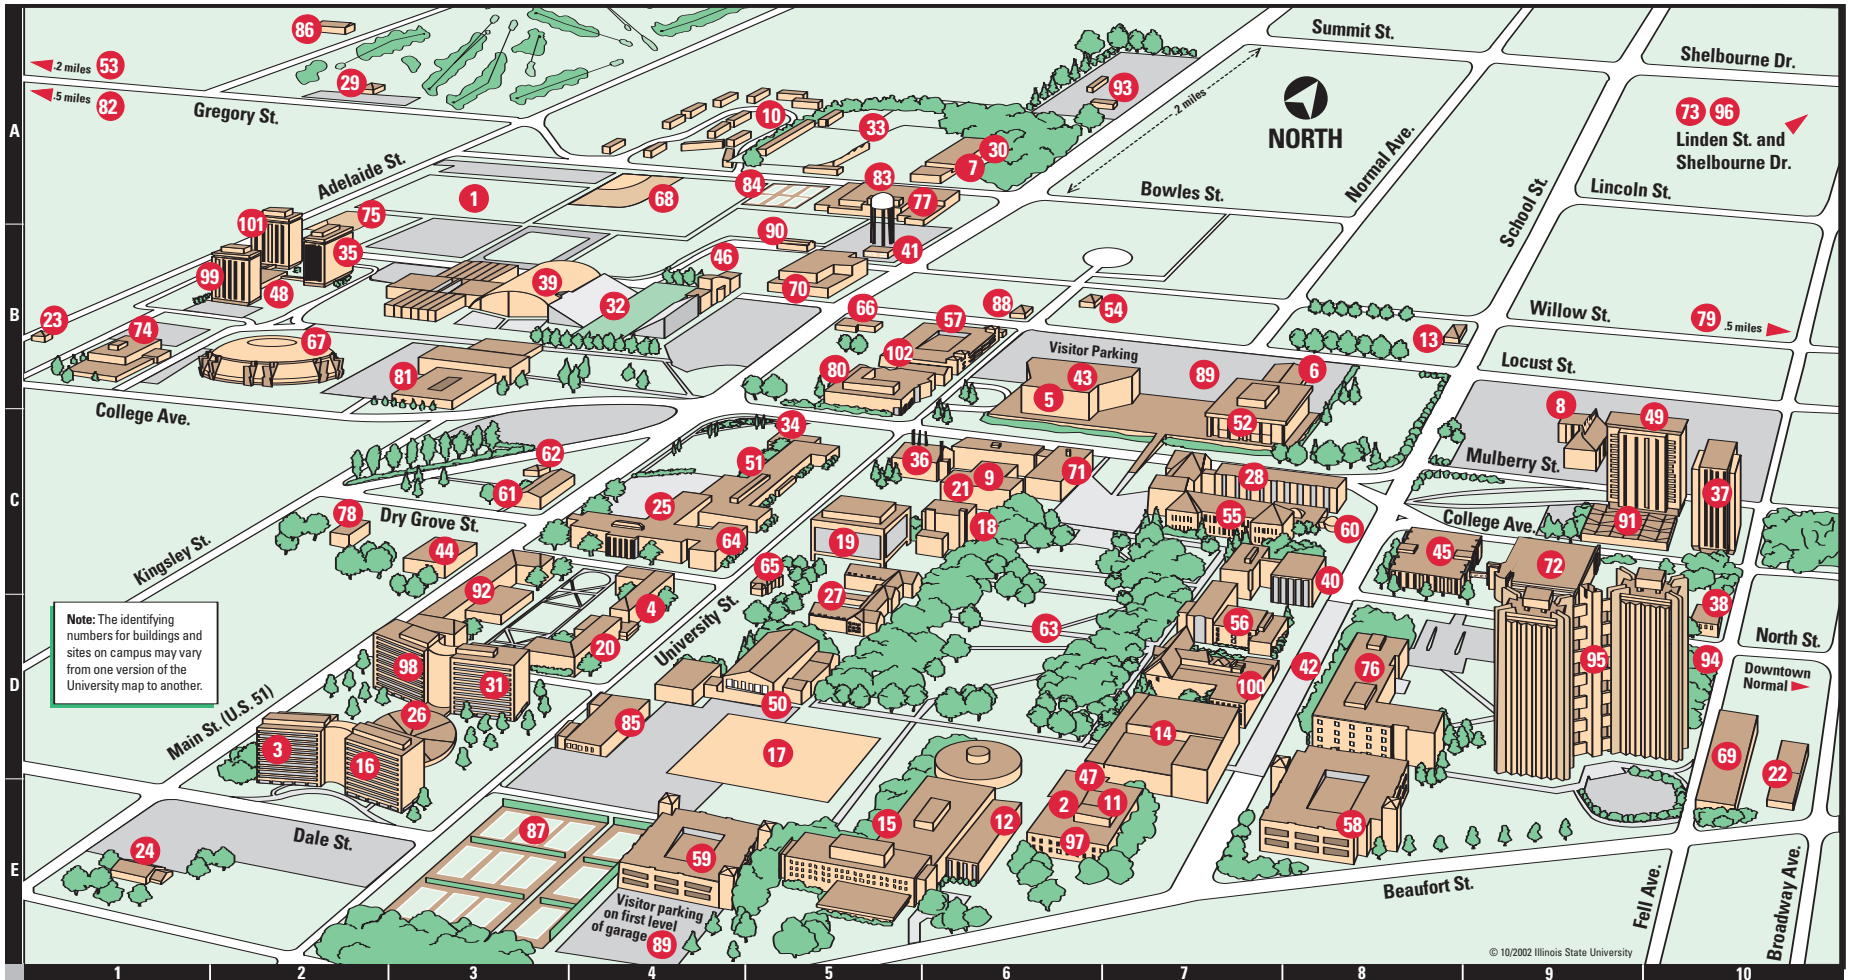 86
Summit St.
.2 miles 53
Shelbourne Dr.
29
93
.5 miles 82
Gregory St.
.2 miles
NORTH
73 96
Linden St. and
Shelbourne Dr.
A
10
33
30
7
Adelaide St.
Normal Ave.
84
83
77
Bowles St.
Lincoln St.
1
68
101
75
School St.
90
41
35
46
99
48
39
32
70
23
74
67
66
57
88
54
B
Willow St.
79 .5 miles
13
Visitor Parking
Locust St.
102
80
81
43
5
89
6
College Ave.
34
52
8
49
62
51
36
9
71
28
Mulberry St.
61
21
37
C
78
Dry Grove St.
25
18
55
60
College Ave.
91
Kingsley St.
44
64
19
45
72
65
40
92
4
27
38
Note: The identifying
numbers for buildings and
sites on campus may vary
from one version of the
University map to another.
University St.
20
63
56
North St.
98
31
42
76
95
94
D
Downtown
Normal
100
Main St. (U.S. 51)
26
85
50
3
16
17
14
69
22
47
2
11
15
12
87
58
Dale St.
97
24
59
E
Beaufort St.
Fell Ave.
Broadway Ave.
Visitor parking
on first level
of garage 89
© 10/2002 Illinois State University
1 2 3 4 5 6 7 8 9 10